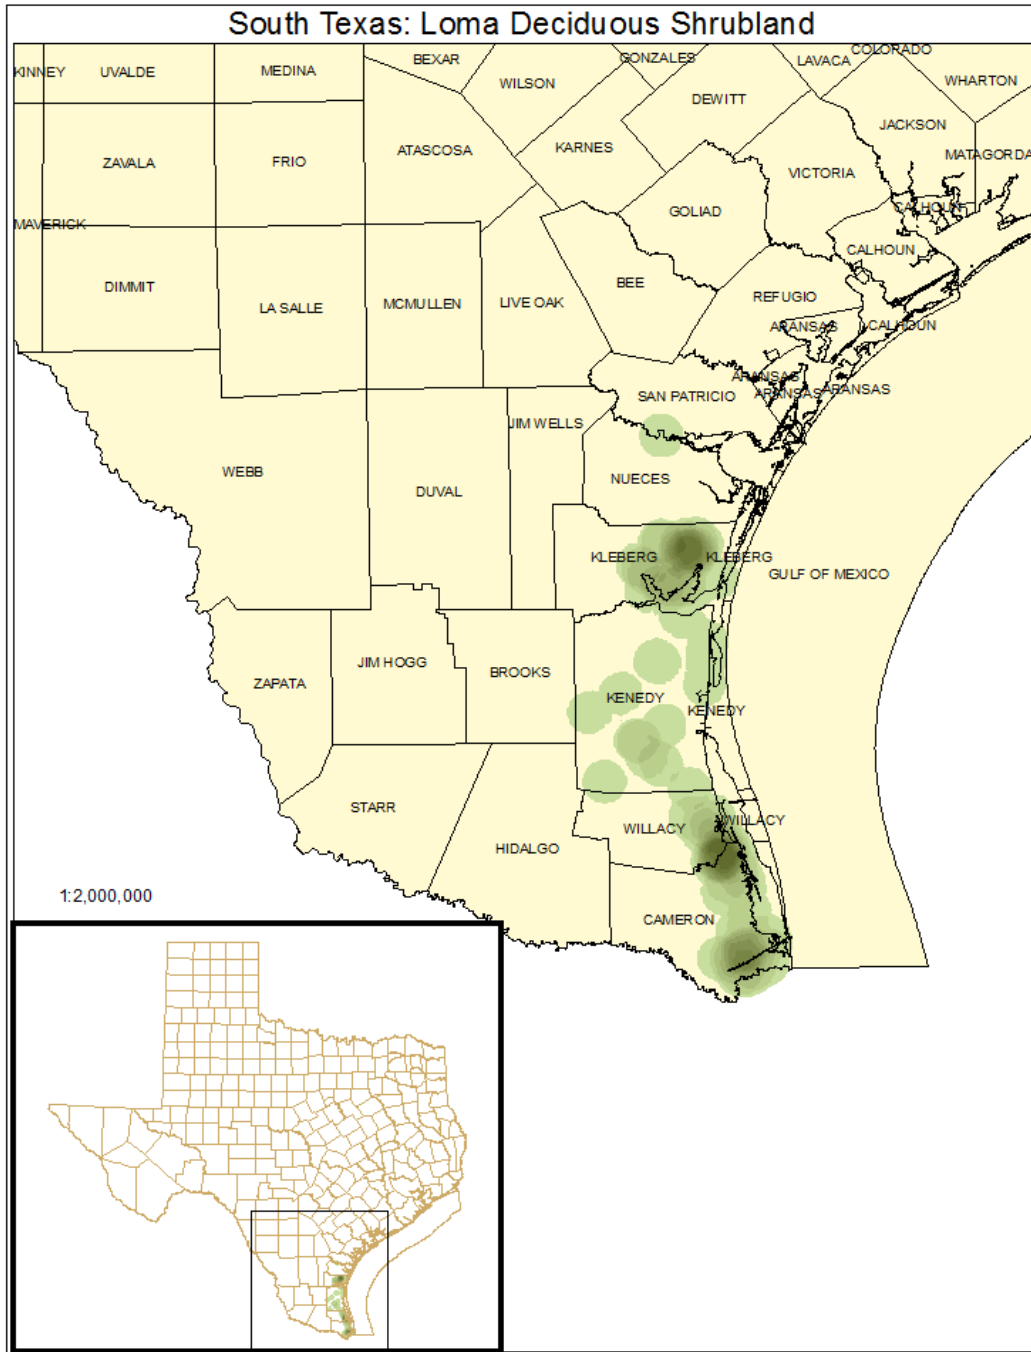 South Texas: Loma Deciduous Shrubland
KINNEY
UVALDE
MEDINA
BEXAR
WILSON
GONZALES
LAVACA
COLORADO
WHARTON
DEWITT
JACKSON
MATAGORDA
ZAVALA
FRIO
ATASCOSA
KARNES
VICTORIA
GOLIAD
CALHOUN
MAVERICK
CALHOUN
DIMMIT
LA SALLE
MCMULLEN
LIVE OAK
BEE
REFUGIO
ARANSAS
CALHOUN
ARANSAS
ARANSAS
ARANSAS
SAN PATRICIO
JIM WELLS
WEBB
DUVAL
NUECES
KLEBERG
KLEBERG
GULF OF MEXICO
ZAPATA
JIM HOGG
BROOKS
KENEDY
KENEDY
STARR
HIDALGO
WILLACY
WILLACY
CAMERON
1:2,000,000